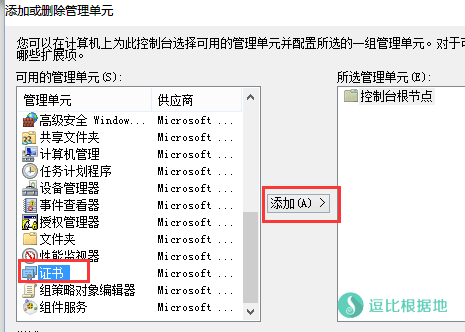 添加或删除管理单元
您可以在计算机上为此控制台选择可用的管理单元并配置所选的一组管理单元。对于可
哪些扩展项。
可用的管理单元(S):
所选管理单元(E):
管理单元 供应商
控制台根节点
高级安全 Window... Microsoft ...
共享文件夹 Microsoft ...
计算机管理 Microsoft ...
任务计划程序 Microsoft ...
设备管理器 Microsoft ...
事件查看器 Microsoft ...
授权管理器 Microsoft ...
添加(A) >
文件夹 Microsoft ...
性能监视器 Microsoft ...
证书 Microsoft ...
组策略对象编辑器 Microsoft ...
组件服务 Microsoft ...
逗比根据地